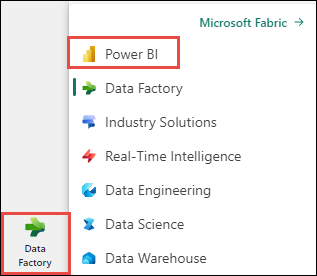 Microsoft Fabric →
Power BI
Data Factory
Industry Solutions
Real-Time Intelligence
Data Engineering
Data Science
Data Warehouse
Data
Factory